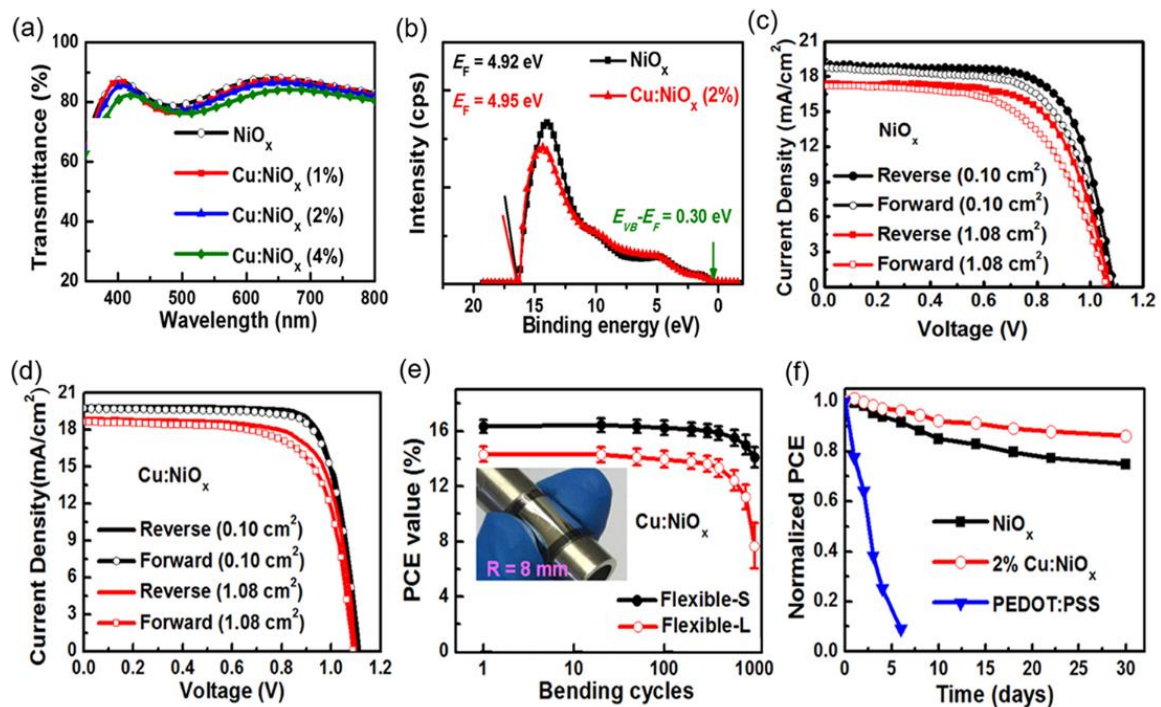 (a)
100
80
60
40
20
Transmittance (%)
NiOx
Cu:NiOx (1%)
Cu:NiOx (2%)
Cu:NiOx (4%)
400 500 600 700 800
Wavelength (nm)
(b)
EF = 4.92 eV
EF = 4.95 eV
NiOx
Cu:NiOx (2%)
EVB-EF = 0.30 eV
Intensity (cps)
20 15 10 5 0
Binding energy (eV)
(c)
21
18
15
12
9
6
3
0
Current Density (mA/cm2)
NiOx
Reverse (0.10 cm2)
Forward (0.10 cm2)
Reverse (1.08 cm2)
Forward (1.08 cm2)
0.0 0.2 0.4 0.6 0.8 1.0 1.2
Voltage (V)
(d)
21
18
15
12
9
6
3
0
Current Density(mA/cm2)
Cu:NiOx
Reverse (0.10 cm2)
Forward (0.10 cm2)
Reverse (1.08 cm2)
Forward (1.08 cm2)
0.0 0.2 0.4 0.6 0.8 1.0 1.2
Voltage (V)
(e)
16
12
8
4
0
PCE value (%)
Cu:NiOx
R = 8 mm
Flexible-S
Flexible-L
1 10 100 1000
Bending cycles
(f)
1.0
0.8
0.6
0.4
0.2
0.0
Normalized PCE
NiOx
2% Cu:NiOx
PEDOT:PSS
0 5 10 15 20 25 30
Time (days)